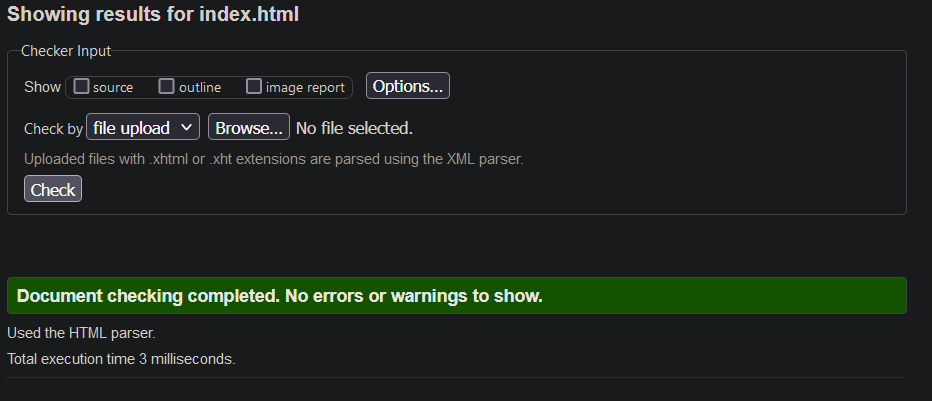 Showing results for index.html
Checker Input
Show source outline image report Options...
Check by file upload Browse... No file selected.
Uploaded files with .xhtml or .xht extensions are parsed using the XML parser.
Check
Document checking completed. No errors or warnings to show.
Used the HTML parser.
Total execution time 3 milliseconds.